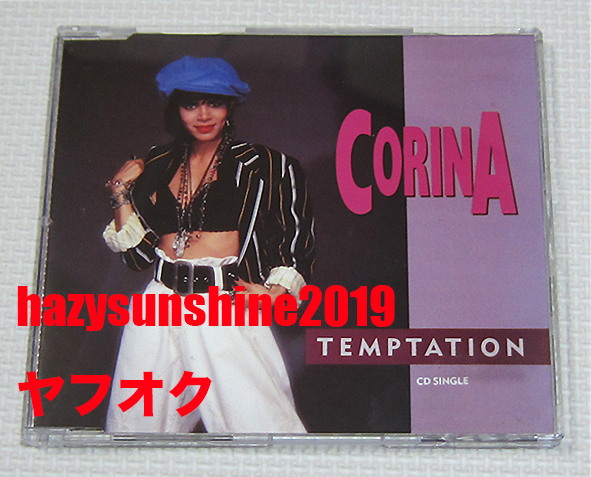 CORINA
hazysunshine2019
TEMPTATION
CD SINGLE
ヤフオク